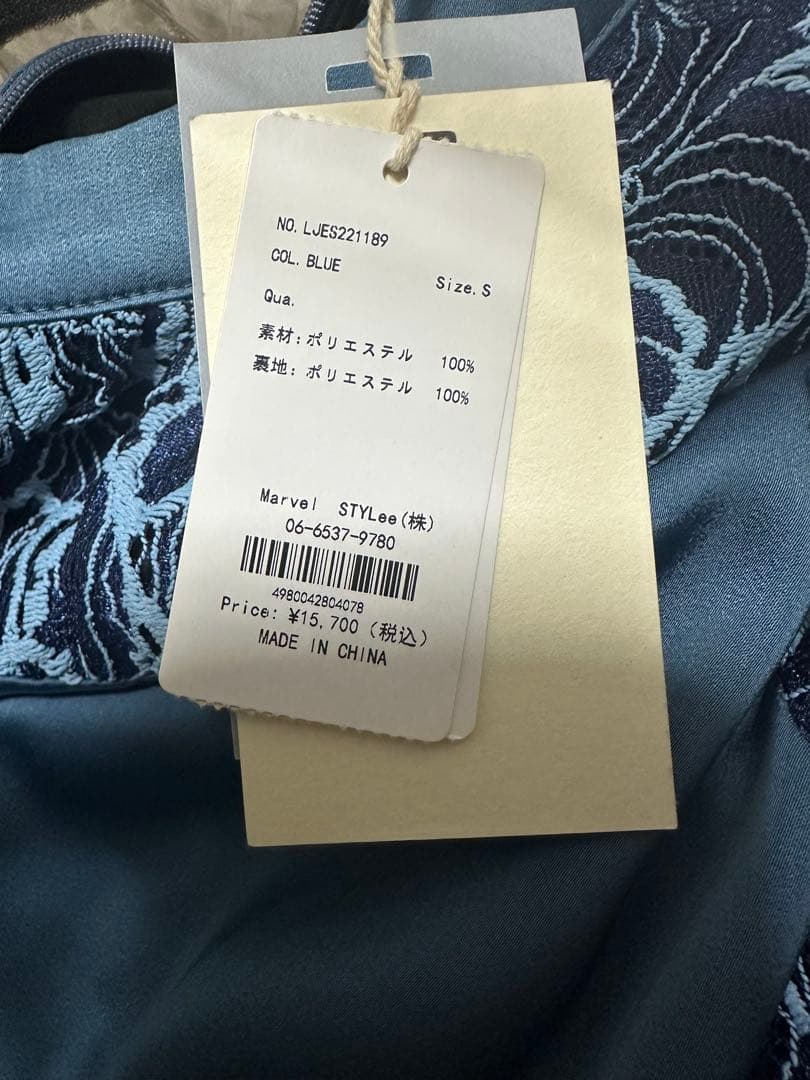 NO. LJES221189
COL. BLUE
Size. S
Qua.
素材: ポリエステル 100%
裏地: ポリエステル 100%
Marvel STYLee(株)
06-6537-9780
4980042804078
Price: ¥15,700 (税込)
MADE IN CHINA